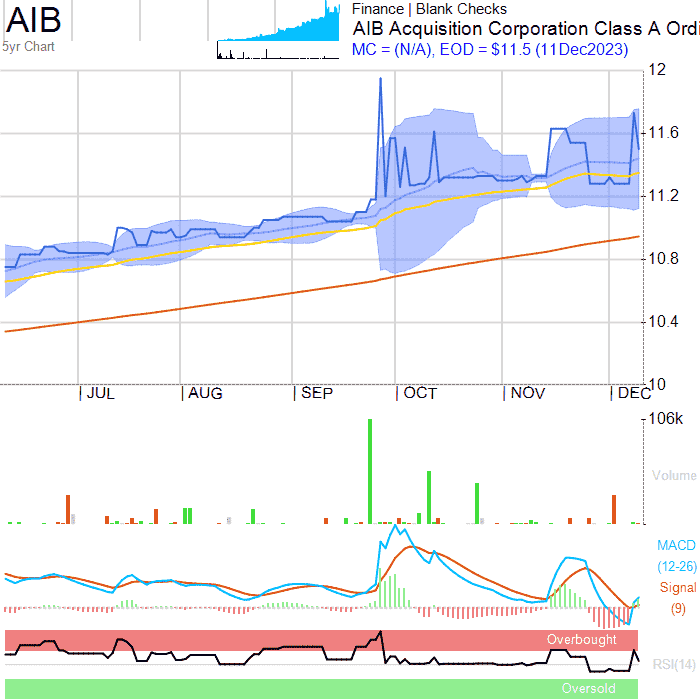 AIB
5yr Chart
Finance | Blank Checks
AIB Acquisition Corporation Class A Ordi
MC = (N/A), EOD = $11.5 (11Dec2023)
12
11.6
11.2
10.8
10.4
10
JUL AUG SEP OCT NOV DEC
106k
Volume
MACD
(12-26)
Signal
(9)
Overbought
RSI(14)
Oversold